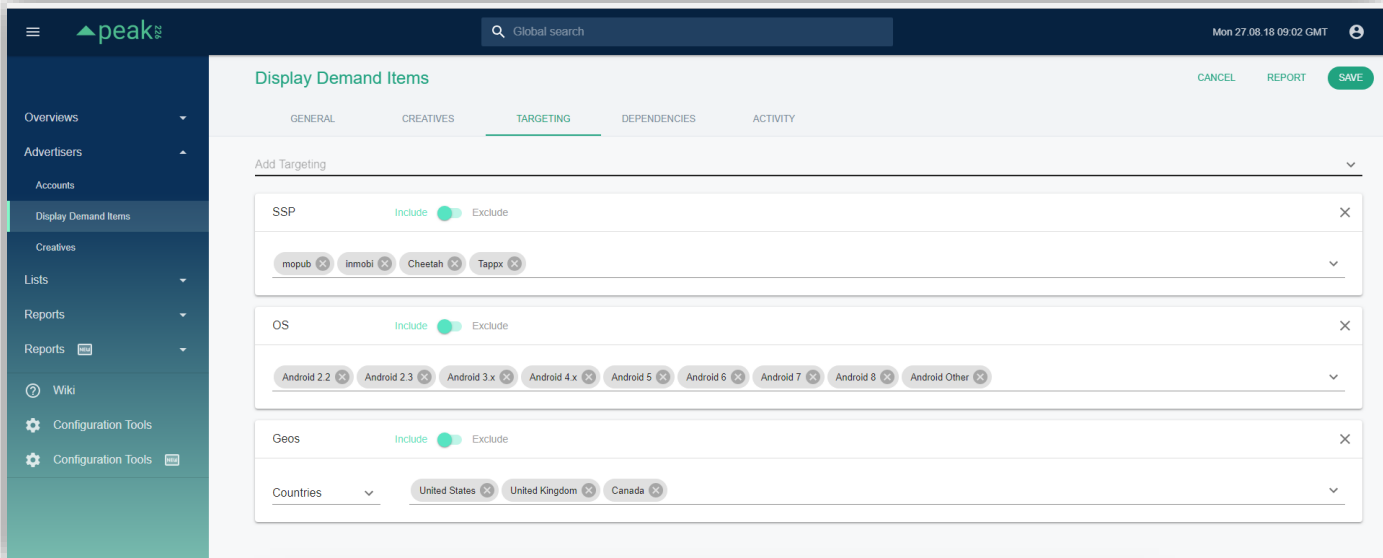 peak226
Global search
Mon 27.08.18 09:02 GMT
Display Demand Items
CANCEL REPORT SAVE
GENERAL CREATIVES TARGETING DEPENDENCIES ACTIVITY
Overviews
Advertisers
Accounts
Display Demand Items
Creatives
Lists
Reports
Reports NEW
Wiki
Configuration Tools
Configuration Tools NEW
Add Targeting
SSP Include Exclude
mopub inmobi Cheetah Tappx
OS Include Exclude
Android 2.2 Android 2.3 Android 3.x Android 4.x Android 5 Android 6 Android 7 Android 8 Android Other
Geos Include Exclude
Countries United States United Kingdom Canada